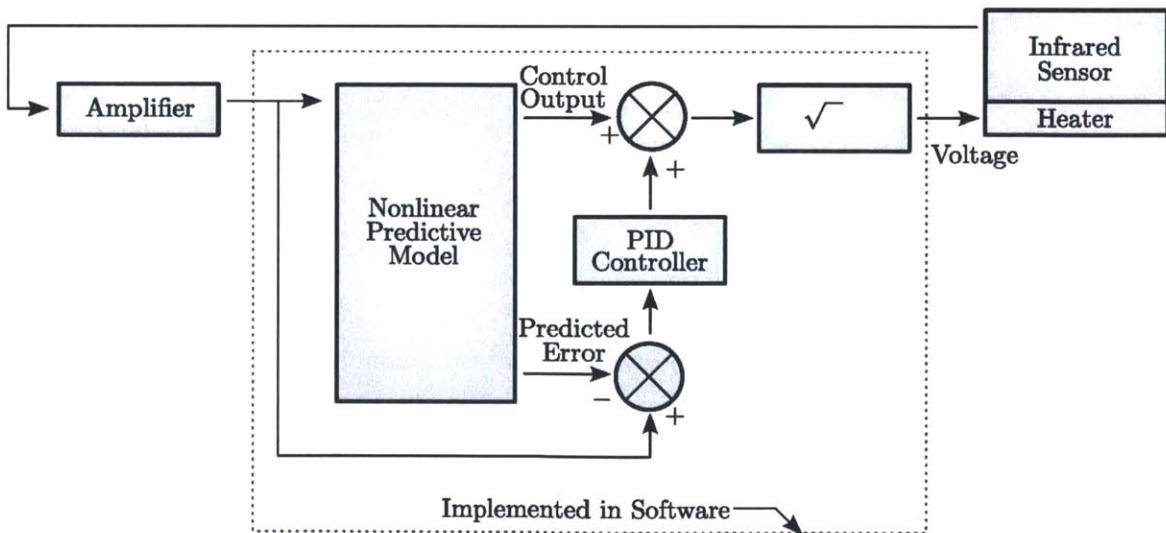 Infrared
Sensor
Heater
Amplifier
Control
Output
+
+
√
Voltage
Nonlinear
Predictive
Model
PID
Controller
Predicted
Error
−
+
Implemented in Software